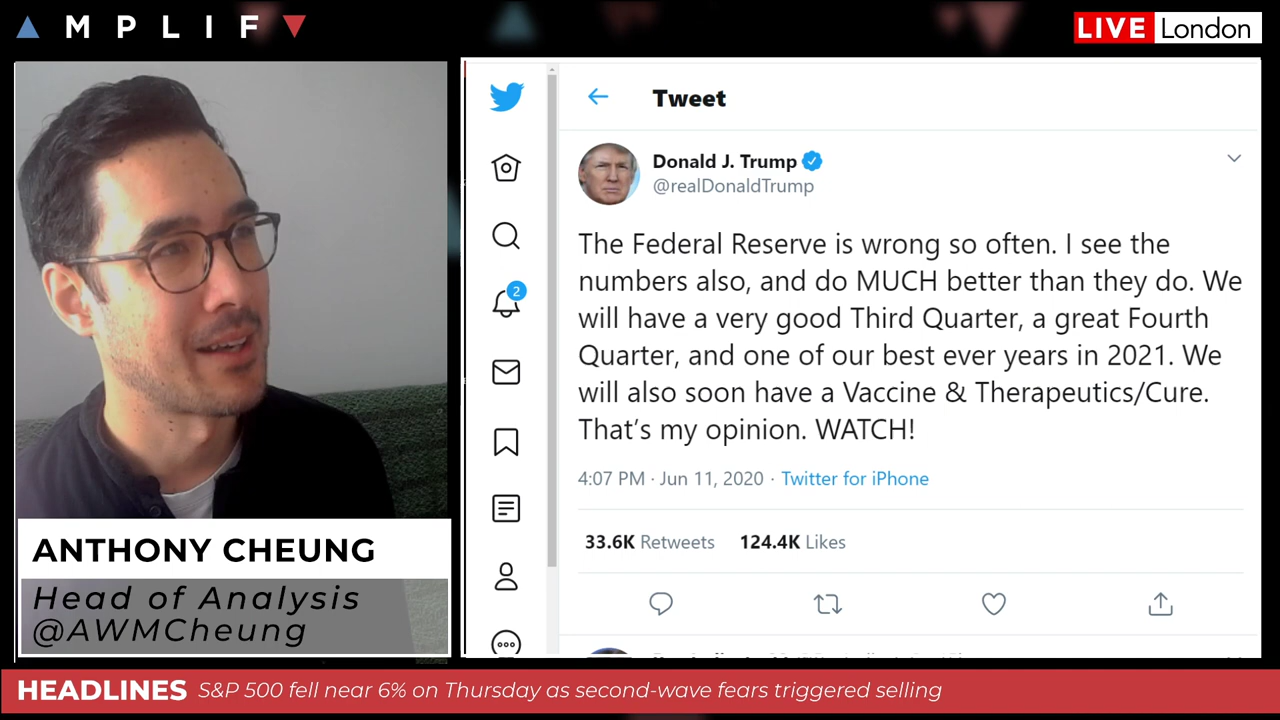 MPLIF
LIVE London
Tweet
Donald J. Trump
@realDonaldTrump
2
The Federal Reserve is wrong so often. I see the
numbers also, and do MUCH better than they do. We
will have a very good Third Quarter, a great Fourth
Quarter, and one of our best ever years in 2021. We
will also soon have a Vaccine & Therapeutics/Cure.
That's my opinion. WATCH!
4:07 PM · Jun 11, 2020 · Twitter for iPhone
33.6K Retweets 124.4K Likes
ANTHONY CHEUNG
Head of Analysis
@AWMCheung
HEADLINES S&P 500 fell near 6% on Thursday as second-wave fears triggered selling